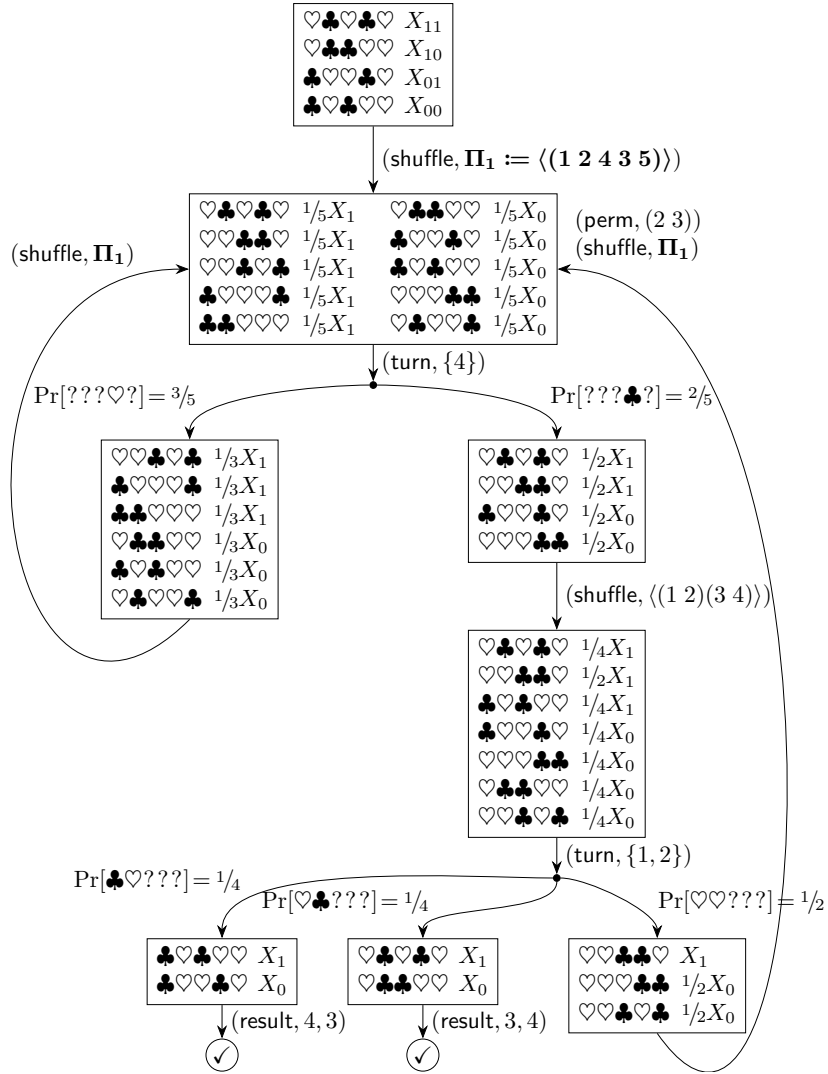 ♡♣♡♣♡ X₁₁
♡♣♣♡♡ X₁₀
♣♡♡♣♡ X₀₁
♣♡♣♡♡ X₀₀
(shuffle, Π₁ := ⟨(1 2 4 3 5)⟩)
♡♣♡♣♡ 1/5X₁ ♡♣♣♡♡ 1/5X₀
♡♡♣♣♡ 1/5X₁ ♣♡♡♣♡ 1/5X₀
♡♡♣♡♣ 1/5X₁ ♣♡♣♡♡ 1/5X₀
♣♡♡♡♣ 1/5X₁ ♡♡♡♣♣ 1/5X₀
♣♣♡♡♡ 1/5X₁ ♡♣♡♡♣ 1/5X₀
(shuffle, Π₁)
(perm, (2 3))
(shuffle, Π₁)
(turn, {4})
Pr[???♡?] = 3/5
Pr[???♣?] = 2/5
♡♡♣♡♣ 1/3X₁
♣♡♡♡♣ 1/3X₁
♣♣♡♡♡ 1/3X₁
♡♣♣♡♡ 1/3X₀
♣♡♣♡♡ 1/3X₀
♡♣♡♡♣ 1/3X₀
♡♣♡♣♡ 1/2X₁
♡♡♣♣♡ 1/2X₁
♣♡♡♣♡ 1/2X₀
♡♡♡♣♣ 1/2X₀
(shuffle, ⟨(1 2)(3 4)⟩)
♡♣♡♣♡ 1/4X₁
♡♡♣♣♡ 1/2X₁
♣♡♣♡♡ 1/4X₁
♣♡♡♣♡ 1/4X₀
♡♡♡♣♣ 1/4X₀
♡♣♣♡♡ 1/4X₀
♡♡♣♡♣ 1/4X₀
(turn, {1, 2})
Pr[♣♡???] = 1/4
Pr[♡♣???] = 1/4
Pr[♡♡???] = 1/2
♣♡♣♡♡ X₁
♣♡♡♣♡ X₀
♡♣♡♣♡ X₁
♡♣♣♡♡ X₀
♡♡♣♣♡ X₁
♡♡♡♣♣ 1/2X₀
♡♡♣♡♣ 1/2X₀
(result, 4, 3)
(result, 3, 4)
✓
✓